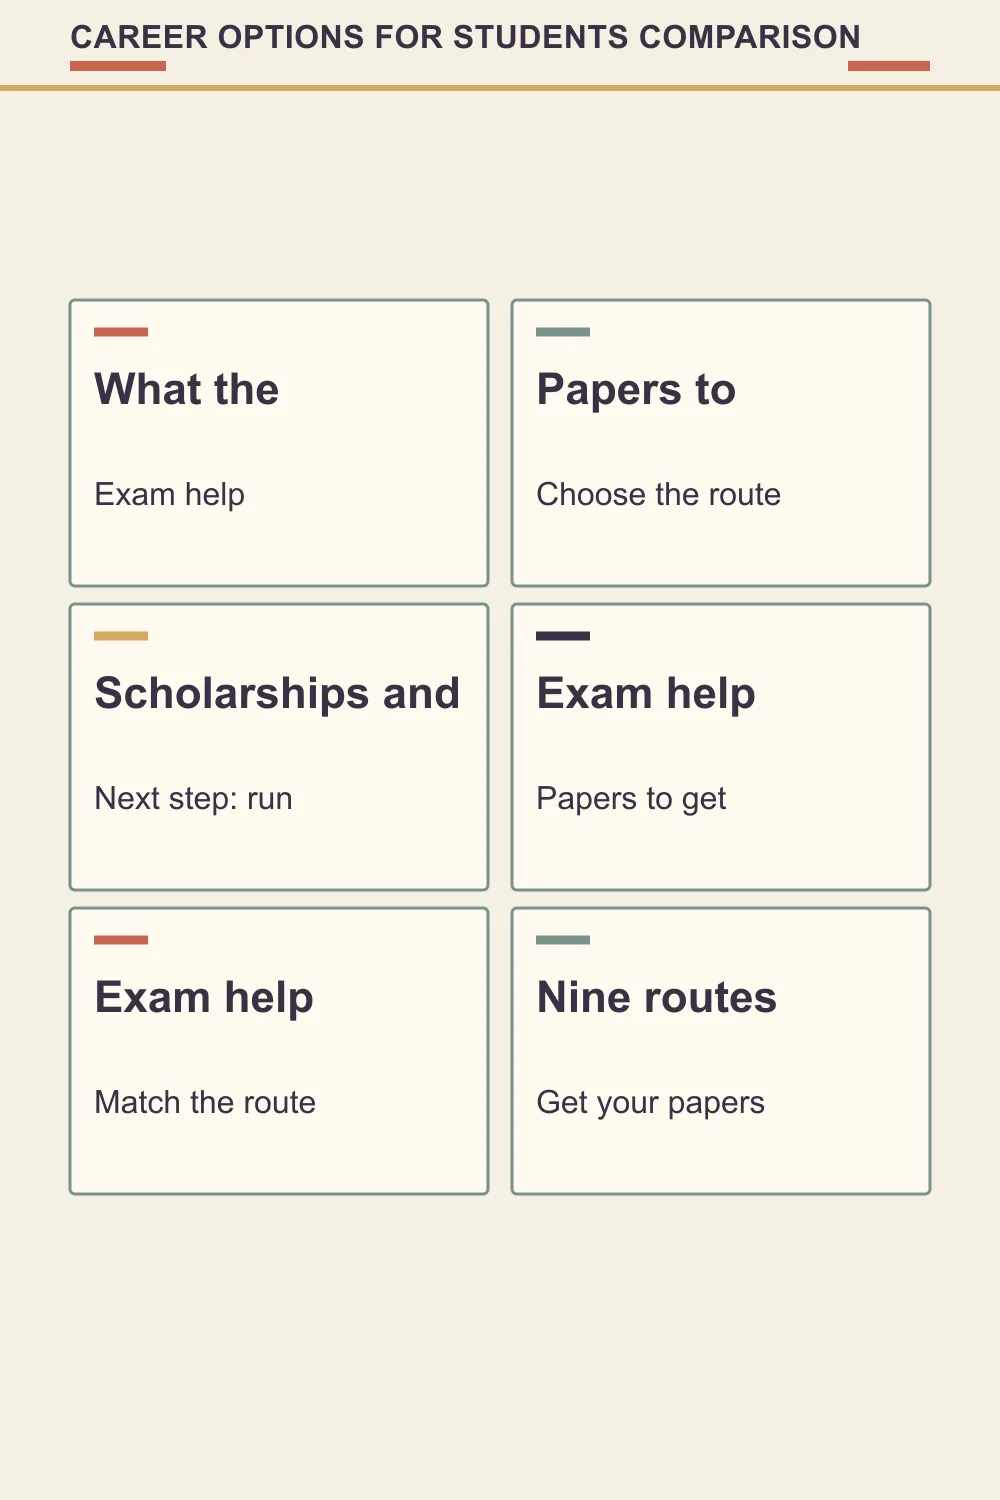 CAREER OPTIONS FOR STUDENTS COMPARISON
What the
Exam help
Papers to
Choose the route
Scholarships and
Next step: run
Exam help
Papers to get
Exam help
Match the route
Nine routes
Get your papers